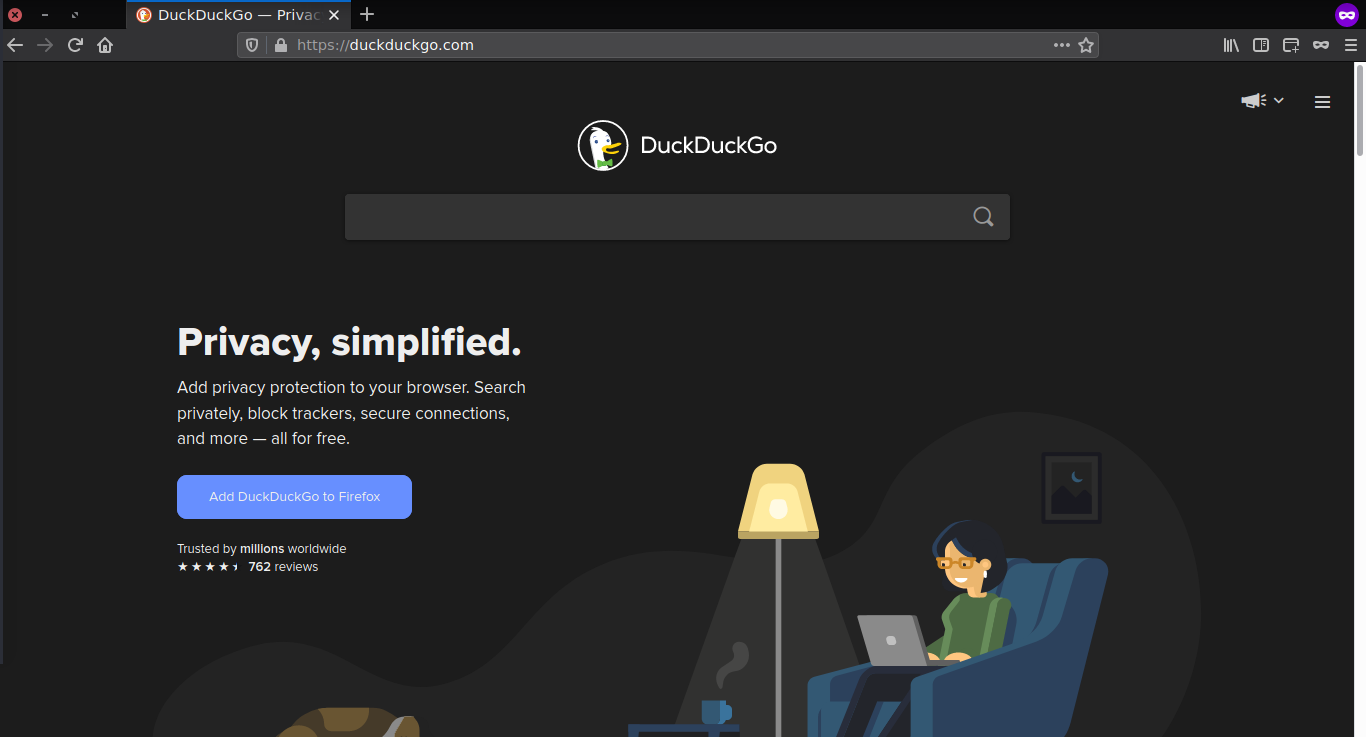 DuckDuckGo — Privac
https://duckduckgo.com
DuckDuckGo
Privacy, simplified.
Add privacy protection to your browser. Search
privately, block trackers, secure connections,
and more — all for free.
Add DuckDuckGo to Firefox
Trusted by millions worldwide
762 reviews